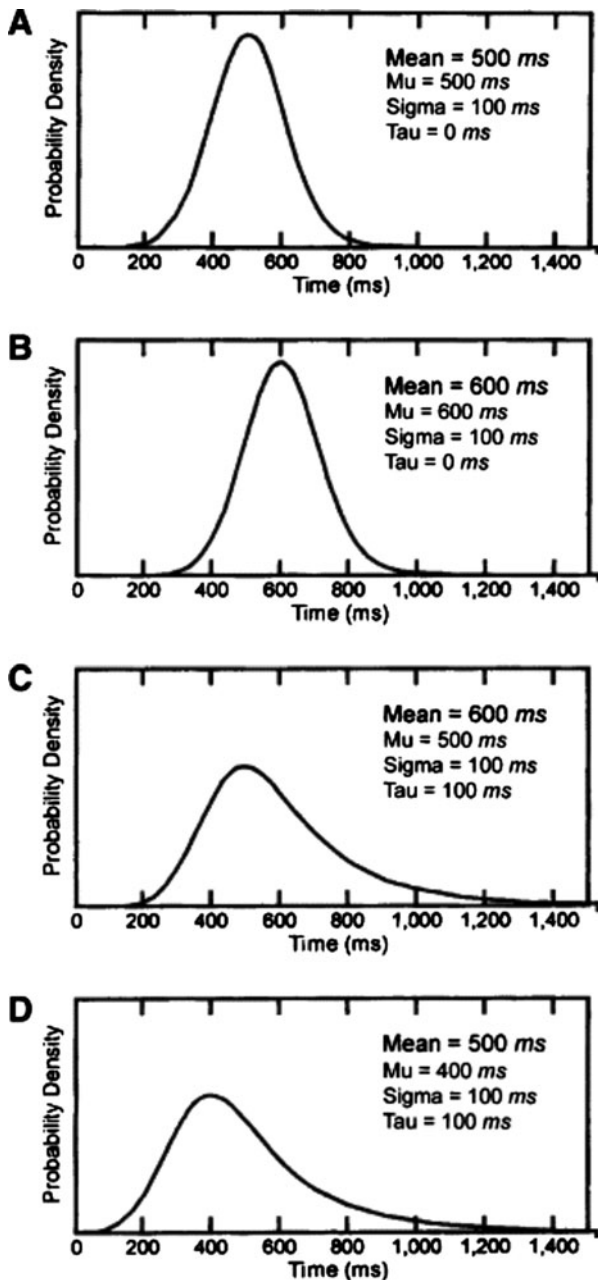 A
Probability Density
Mean = 500 ms
Mu = 500 ms
Sigma = 100 ms
Tau = 0 ms
0 200 400 600 800 1,000 1,200 1,400
Time (ms)
B
Probability Density
Mean = 600 ms
Mu = 600 ms
Sigma = 100 ms
Tau = 0 ms
0 200 400 600 800 1,000 1,200 1,400
Time (ms)
C
Probability Density
Mean = 600 ms
Mu = 500 ms
Sigma = 100 ms
Tau = 100 ms
0 200 400 600 800 1,000 1,200 1,400
Time (ms)
D
Probability Density
Mean = 500 ms
Mu = 400 ms
Sigma = 100 ms
Tau = 100 ms
0 200 400 600 800 1,000 1,200 1,400
Time (ms)